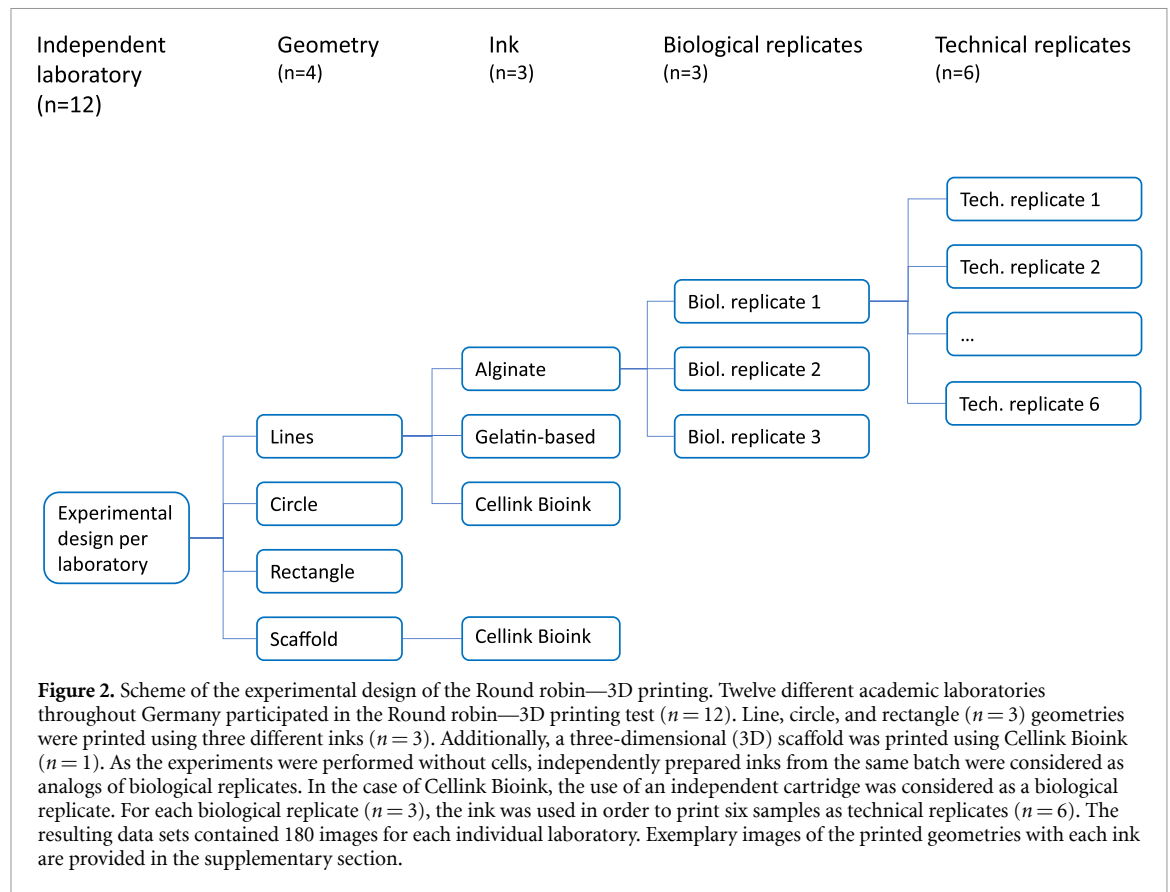 Independent
laboratory
(n=12)
Geometry
(n=4)
Ink
(n=3)
Biological replicates
(n=3)
Technical replicates
(n=6)
Experimental
design per
laboratory
Lines
Circle
Rectangle
Scaffold
Alginate
Gelatin-based
Cellink Bioink
Cellink Bioink
Biol. replicate 1
Biol. replicate 2
Biol. replicate 3
Tech. replicate 1
Tech. replicate 2
...
Tech. replicate 6
Figure 2. Scheme of the experimental design of the Round robin—3D printing. Twelve different academic laboratories
throughout Germany participated in the Round robin—3D printing test (n = 12). Line, circle, and rectangle (n = 3) geometries
were printed using three different inks (n = 3). Additionally, a three-dimensional (3D) scaffold was printed using Cellink Bioink
(n = 1). As the experiments were performed without cells, independently prepared inks from the same batch were considered as
analogs of biological replicates. In the case of Cellink Bioink, the use of an independent cartridge was considered as a biological
replicate. For each biological replicate (n = 3), the ink was used in order to print six samples as technical replicates (n = 6). The
resulting data sets contained 180 images for each individual laboratory. Exemplary images of the printed geometries with each ink
are provided in the supplementary section.